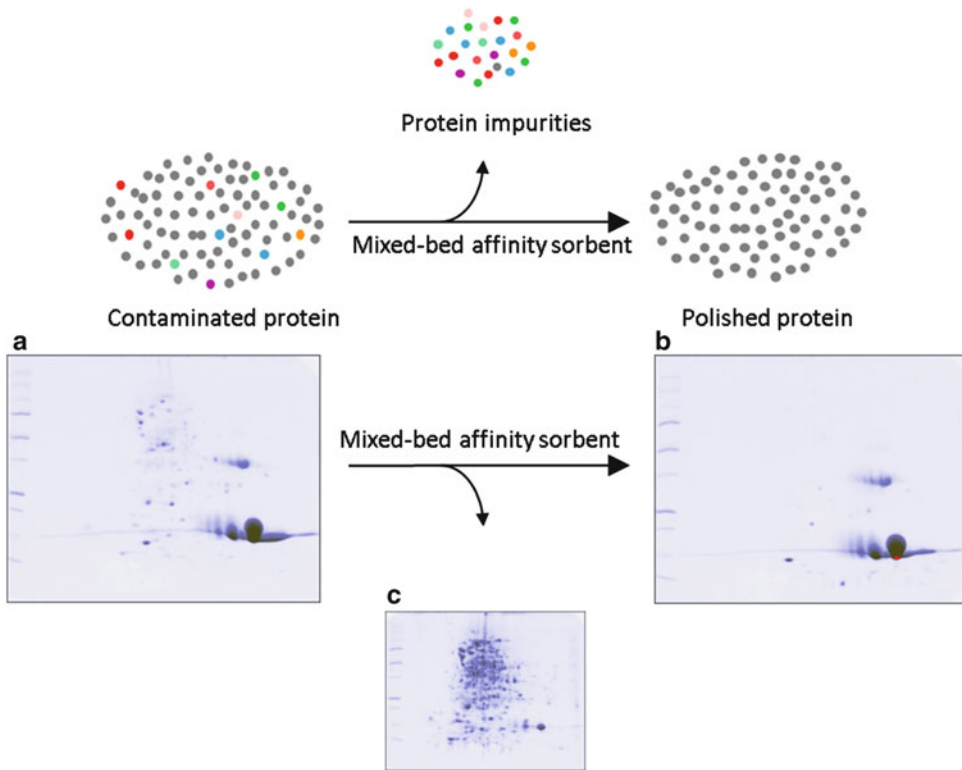 Protein impurities
Mixed-bed affinity sorbent
Contaminated protein
Polished protein
a
b
Mixed-bed affinity sorbent
c